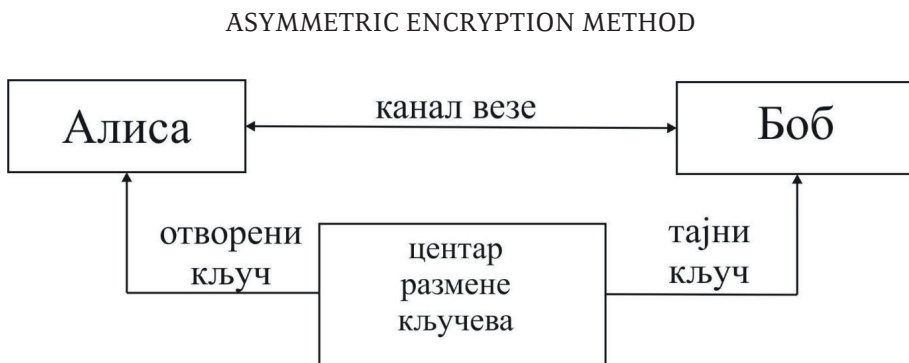 ASYMMETRIC ENCRYPTION METHOD
Алиса
канал везе
Боб
отворени
кључ
центар
размене
кључева
тајни
кључ